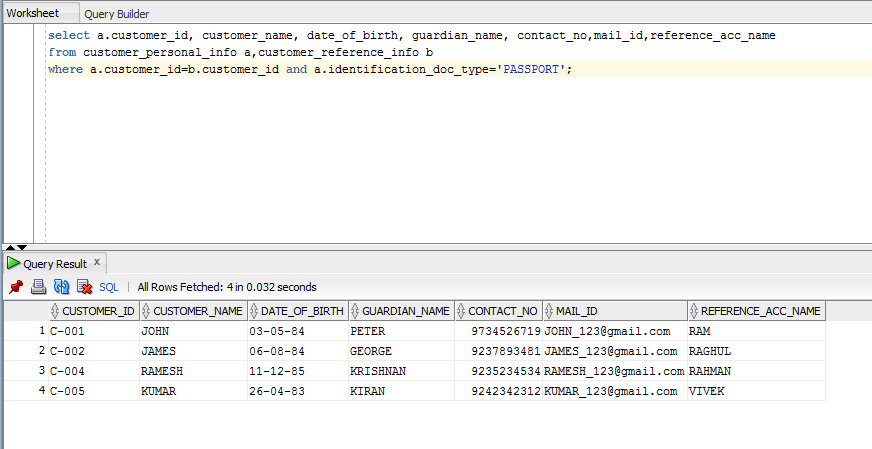 Worksheet Query Builder
select a.customer_id, customer_name, date_of_birth, guardian_name, contact_no,mail_id,reference_acc_name
from customer_personal_info a,customer_reference_info b
where a.customer_id=b.customer_id and a.identification_doc_type='PASSPORT';
Query Result x
SQL | All Rows Fetched: 4 in 0.032 seconds
CUSTOMER_ID CUSTOMER_NAME DATE_OF_BIRTH GUARDIAN_NAME CONTACT_NO MAIL_ID REFERENCE_ACC_NAME
1 C-001 JOHN 03-05-84 PETER 9734526719 JOHN_123@gmail.com RAM
2 C-002 JAMES 06-08-84 GEORGE 9237893481 JAMES_123@gmail.com RAGHUL
3 C-004 RAMESH 11-12-85 KRISHNAN 9235234534 RAMESH_123@gmail.com RAHMAN
4 C-005 KUMAR 26-04-83 KIRAN 9242342312 KUMAR_123@gmail.com VIVEK